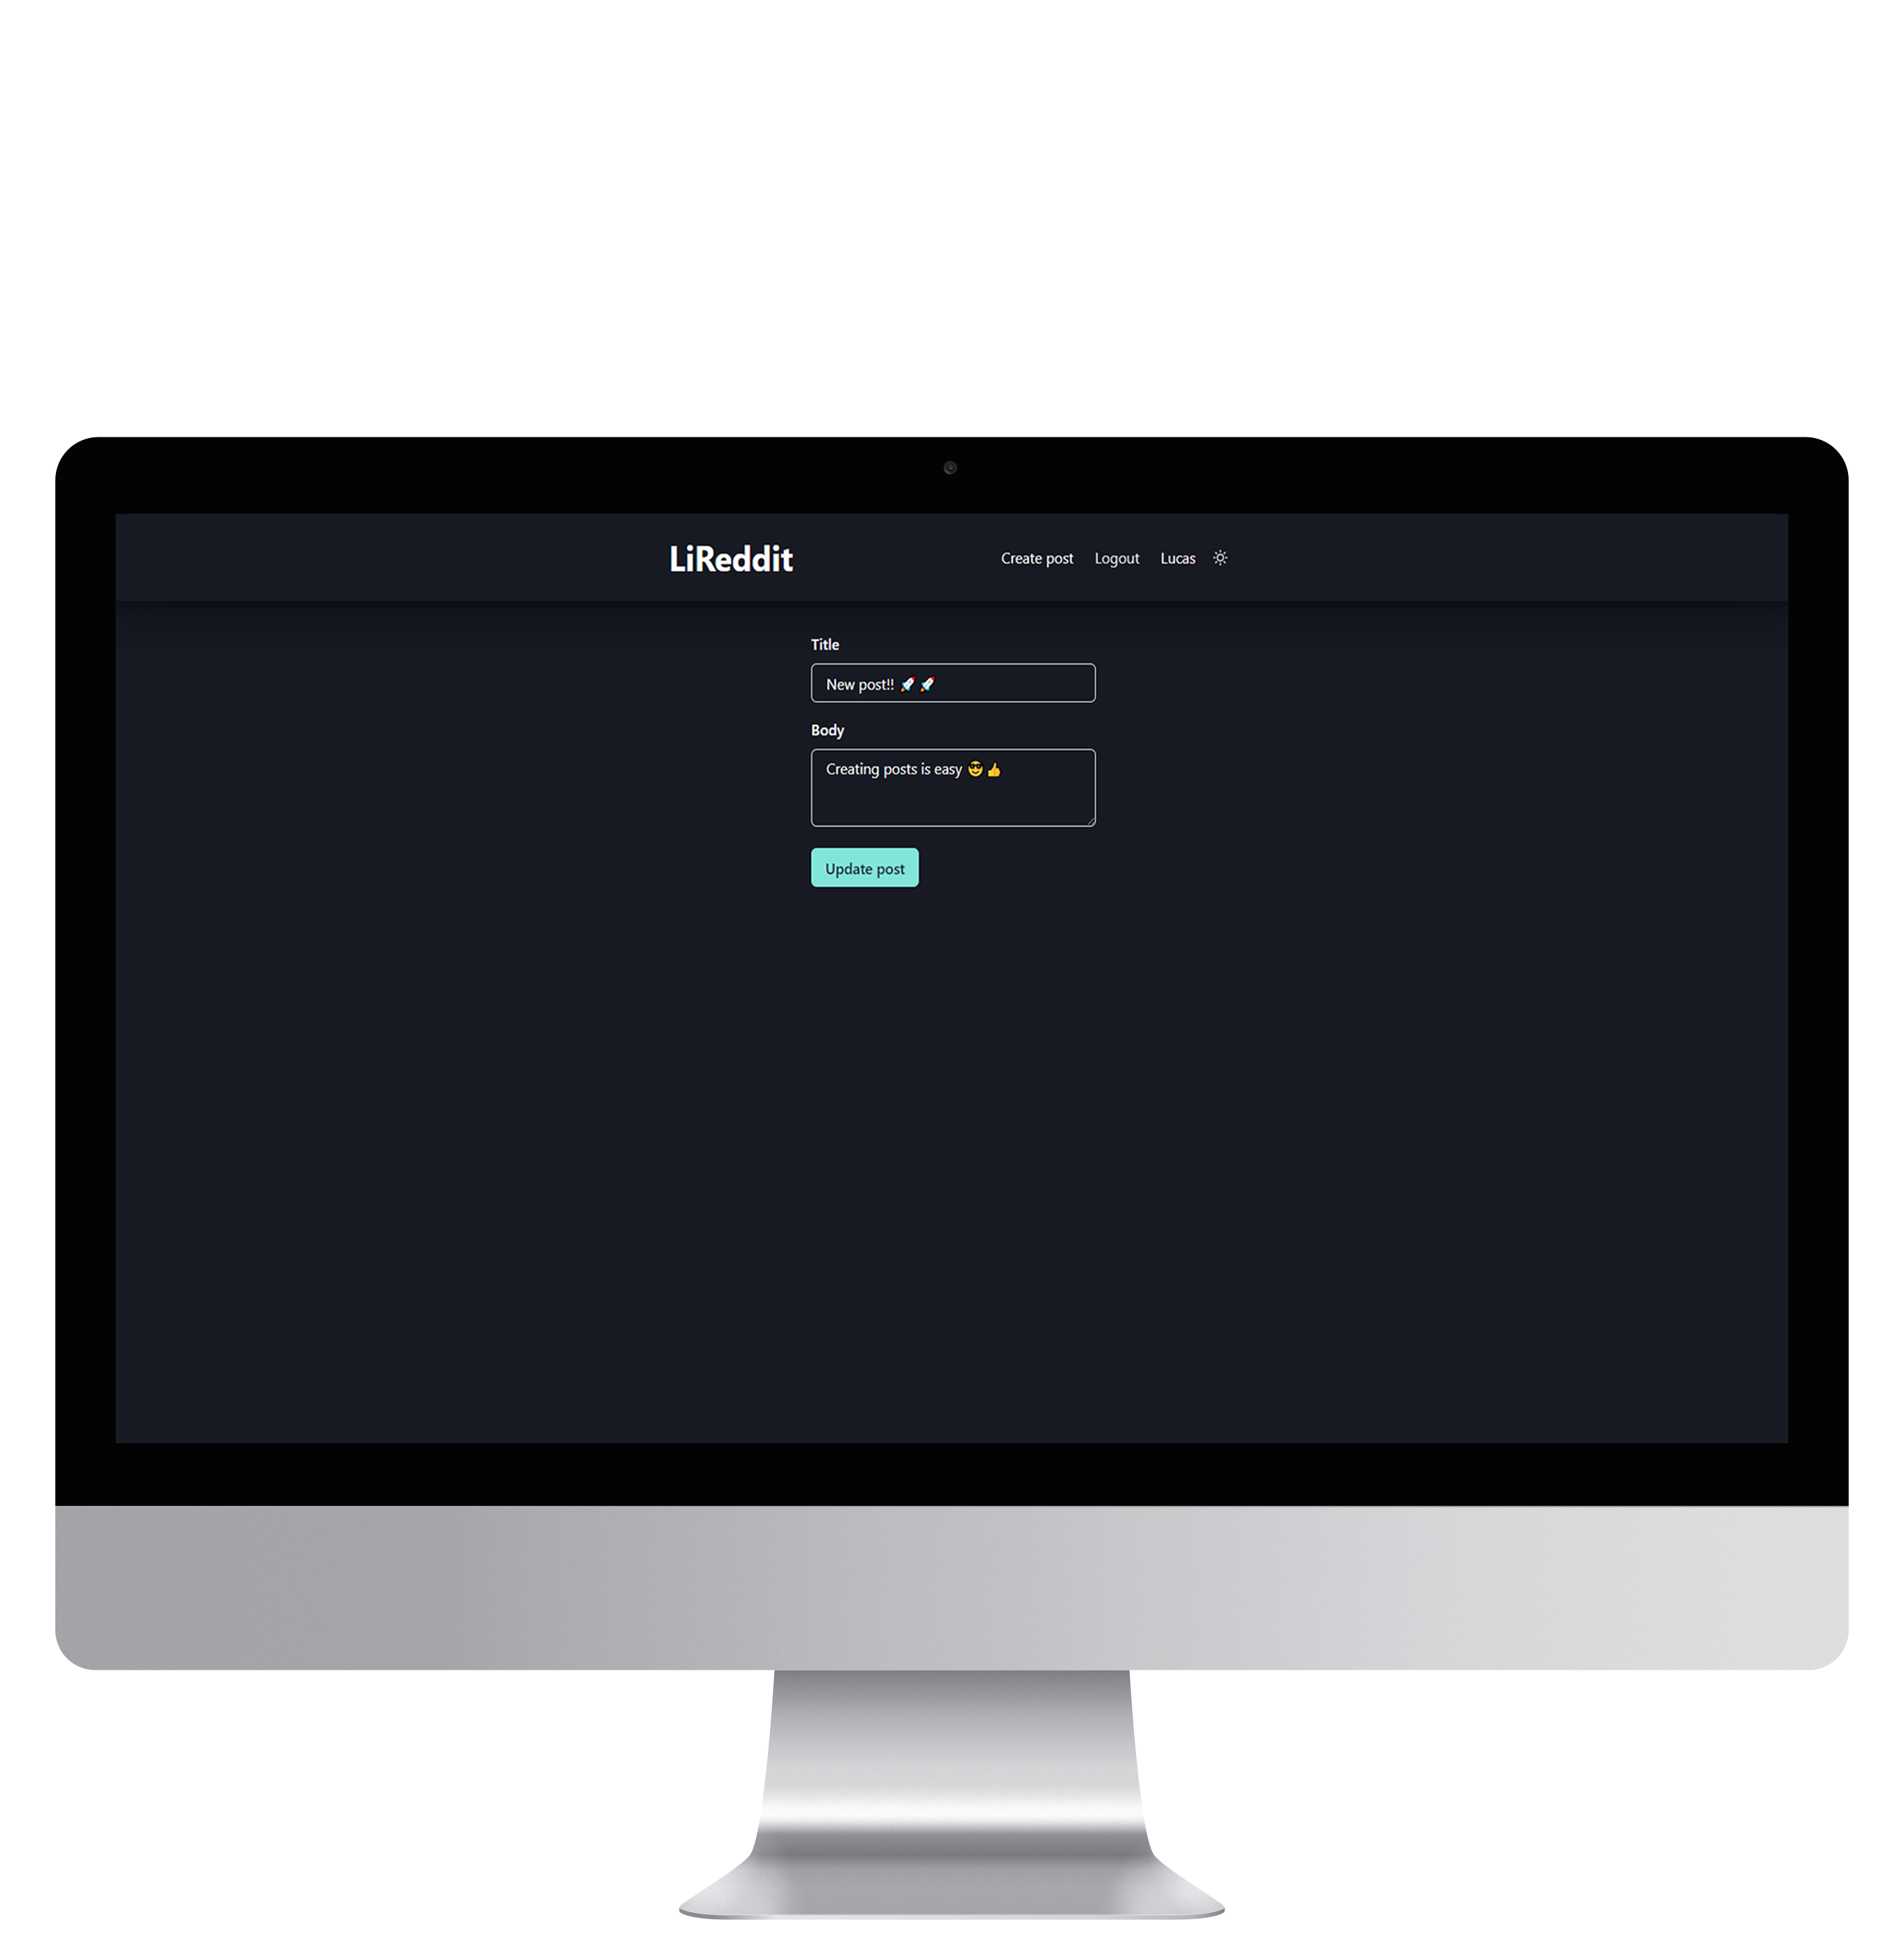 LiReddit
Create post Logout Lucas
Title
New post!! 🚀🚀
Body
Creating posts is easy 😎👍
Update post